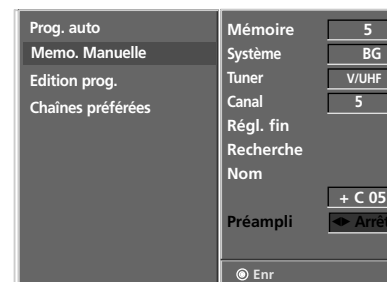 Prog. auto
Memo. Manuelle
Edition prog.
Chaînes préférées
Mémoire 5
Système BG
Tuner V/UHF
Canal 5
Régl. fin
Recherche
Nom
+ C 05
Préampli Arrêt
Enr